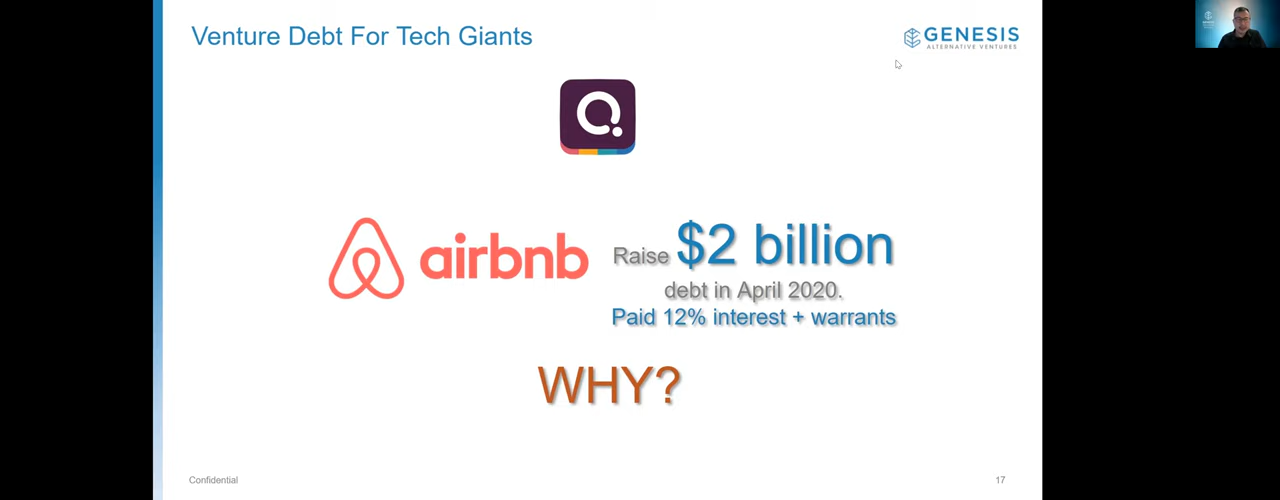 Venture Debt For Tech Giants
GENESIS
ALTERNATIVE VENTURES
airbnb
Raise $2 billion
debt in April 2020.
Paid 12% interest + warrants
WHY?
Confidential
17